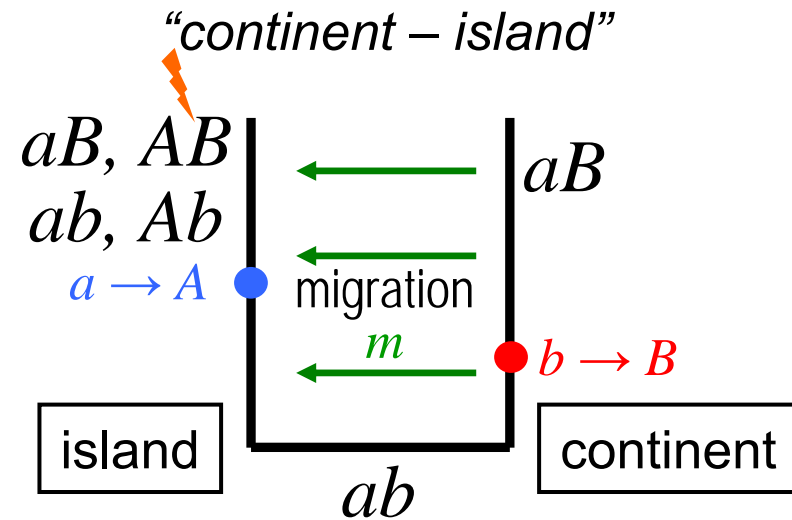 “continent – island”
aB, AB
ab, Ab
aB
a → A
migration
m
b → B
island
continent
ab